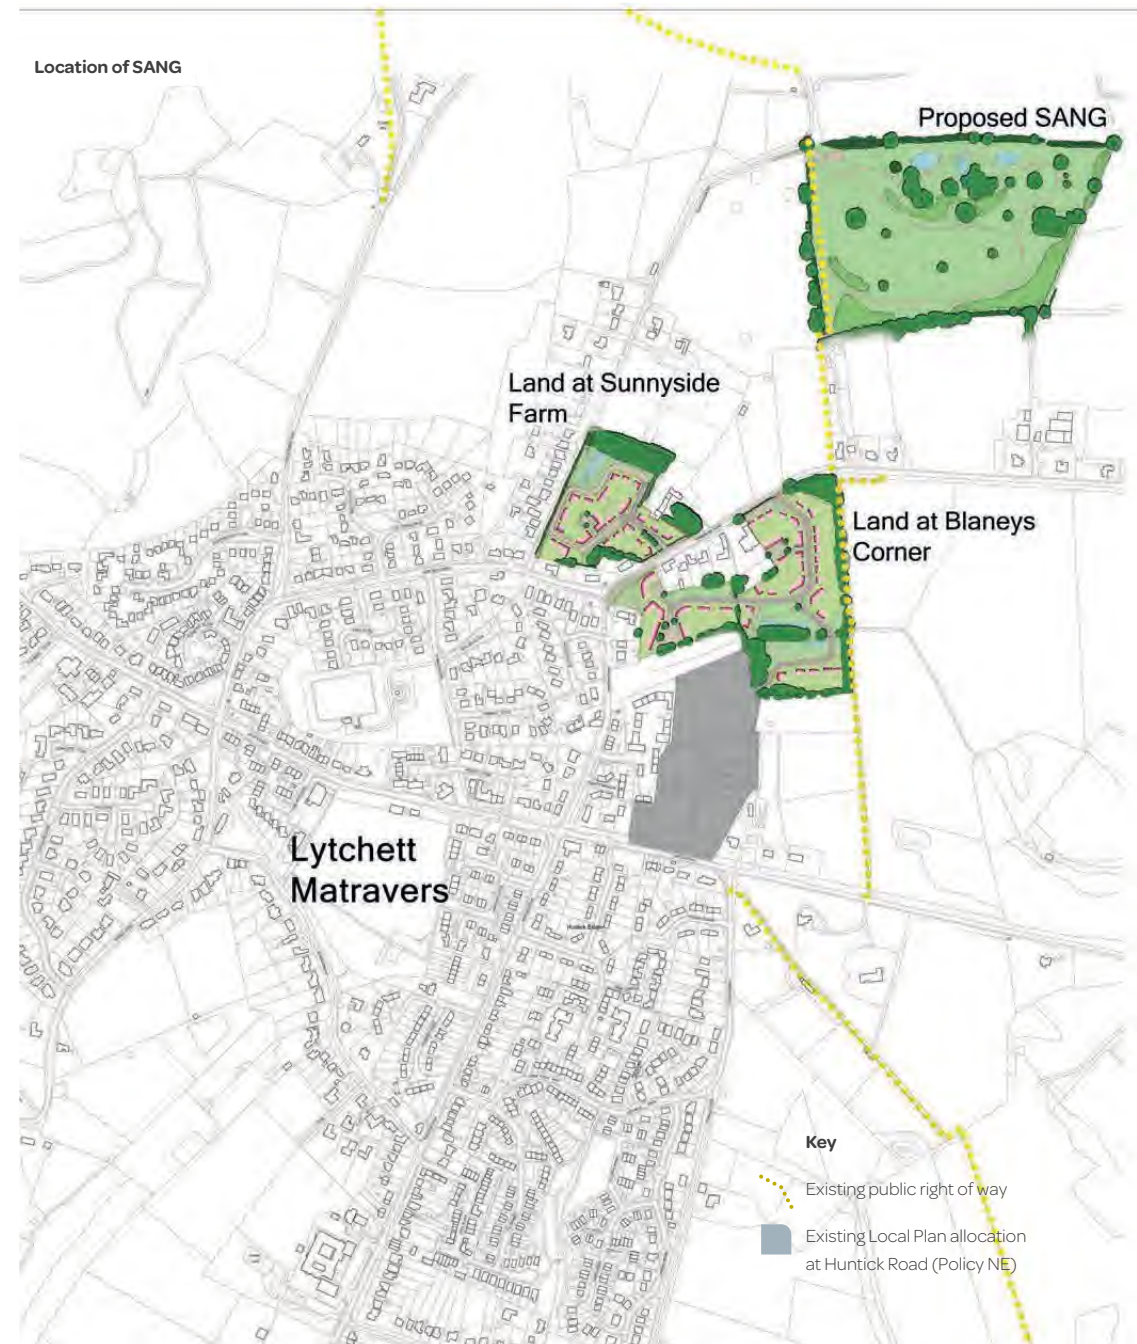 Location of SANG
Proposed SANG
Land at Sunnyside
Farm
Land at Blaneys
Corner
Lytchett
Matravers
Key
Existing public right of way
Existing Local Plan allocation
at Huntick Road (Policy NE)